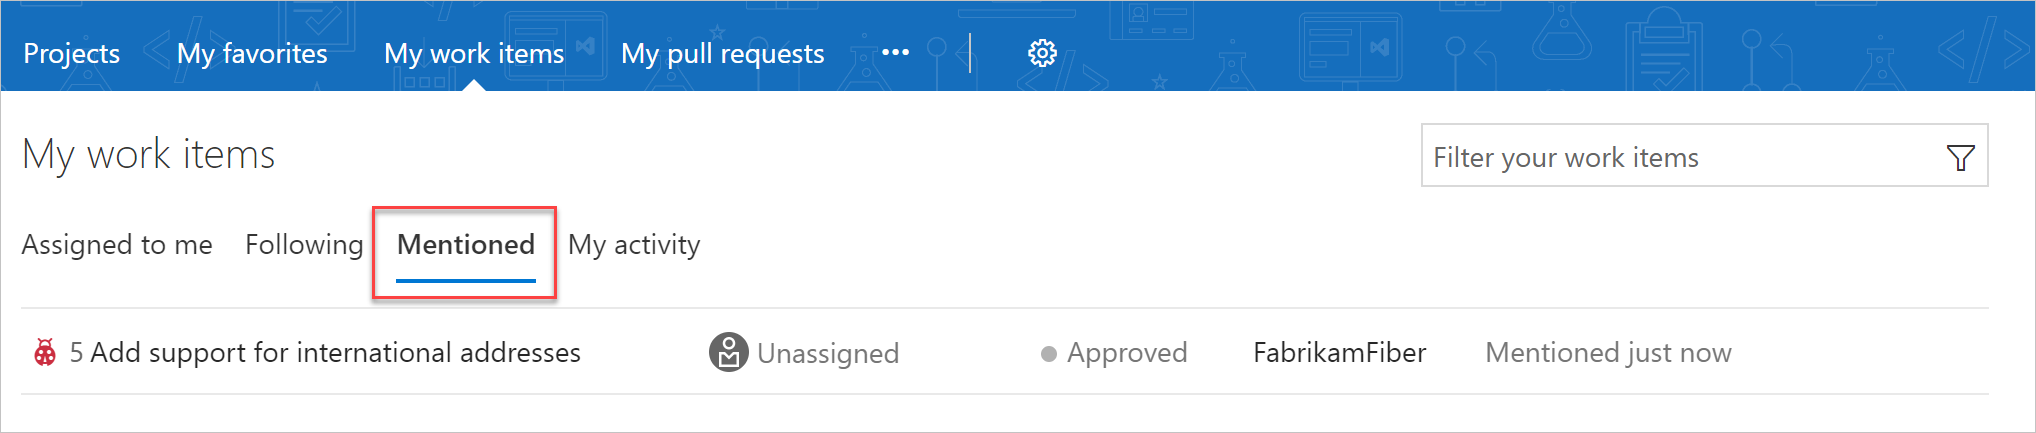 Projects My favorites My work items My pull requests ...
My work items
Filter your work items
Assigned to me Following Mentioned My activity
5 Add support for international addresses Unassigned Approved FabrikamFiber Mentioned just now